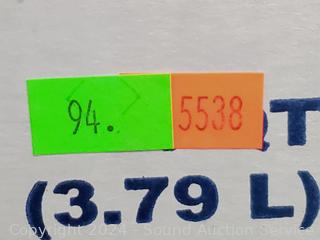 94. 5538
QT
(3.79 L)
Copyright 2024 - Sound Auction Service